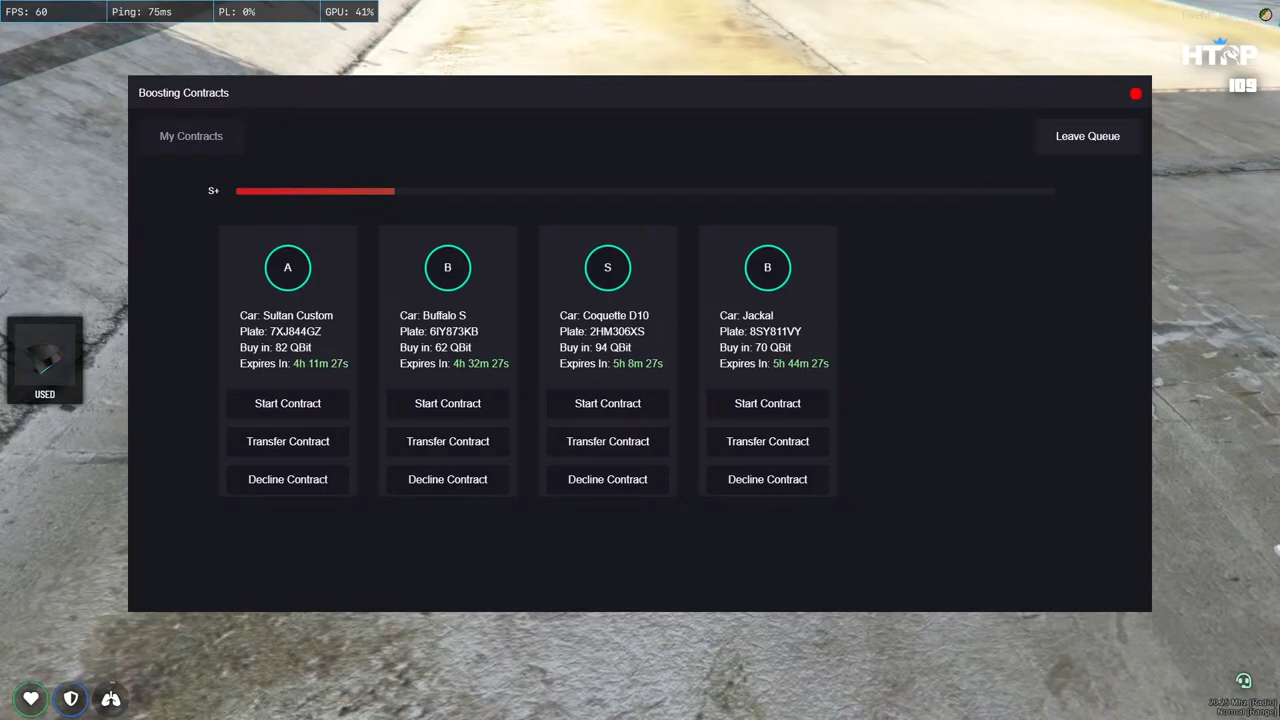 FPS: 60 Ping: 75ms PL: 0% GPU: 41%
HTRP
109
Boosting Contracts
My Contracts
Leave Queue
S+
A
Car: Sultan Custom
Plate: 7XJ844GZ
Buy in: 82 QBit
Expires In: 4h 11m 27s
Start Contract
Transfer Contract
Decline Contract
B
Car: Buffalo S
Plate: 6IY873KB
Buy in: 62 QBit
Expires In: 4h 32m 27s
Start Contract
Transfer Contract
Decline Contract
S
Car: Coquette D10
Plate: 2HM306XS
Buy in: 94 QBit
Expires In: 5h 8m 27s
Start Contract
Transfer Contract
Decline Contract
B
Car: Jackal
Plate: 8SY811VY
Buy in: 70 QBit
Expires In: 5h 44m 27s
Start Contract
Transfer Contract
Decline Contract
USED
Normal [Range]